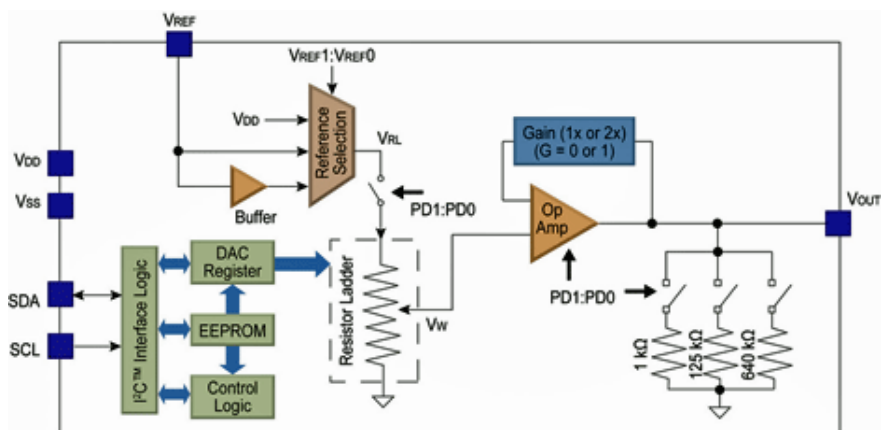 VREF
VREF1:VREF0
VDD
Reference
Selection
VRL
Gain (1x or 2x)
(G = 0 or 1)
VDD
VSS
Buffer
PD1:PD0
Op
Amp
VOUT
DAC
Register
SDA
SCL
I²C™ Interface Logic
EEPROM
Control
Logic
Resistor Ladder
VW
PD1:PD0
1 kΩ
125 kΩ
640 kΩ